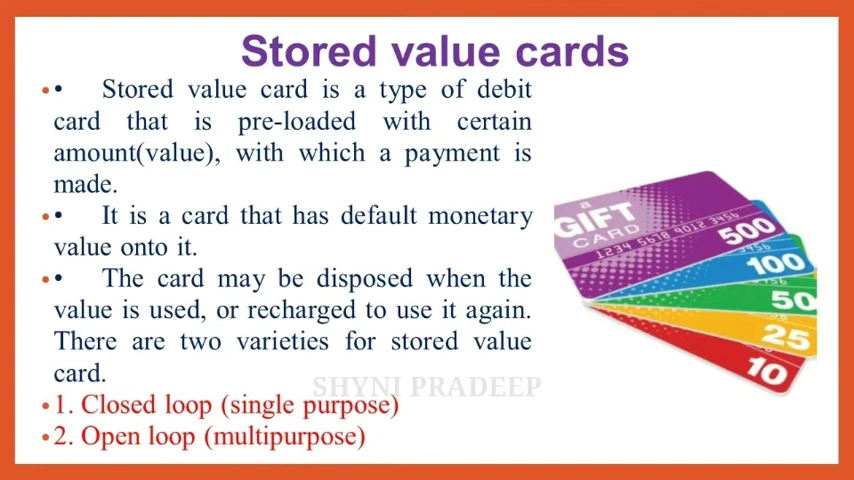 Stored value cards
•• Stored value card is a type of debit
card that is pre-loaded with certain
amount(value), with which a payment is
made.
•• It is a card that has default monetary
value onto it.
•• The card may be disposed when the
value is used, or recharged to use it again.
There are two varieties for stored value
card.
•1. Closed loop (single purpose)
•2. Open loop (multipurpose)
SHYNI PRADEEP
a
GIFT
CARD
1234 5678 9012 3456
500
3456
100
456
50
56
25
10